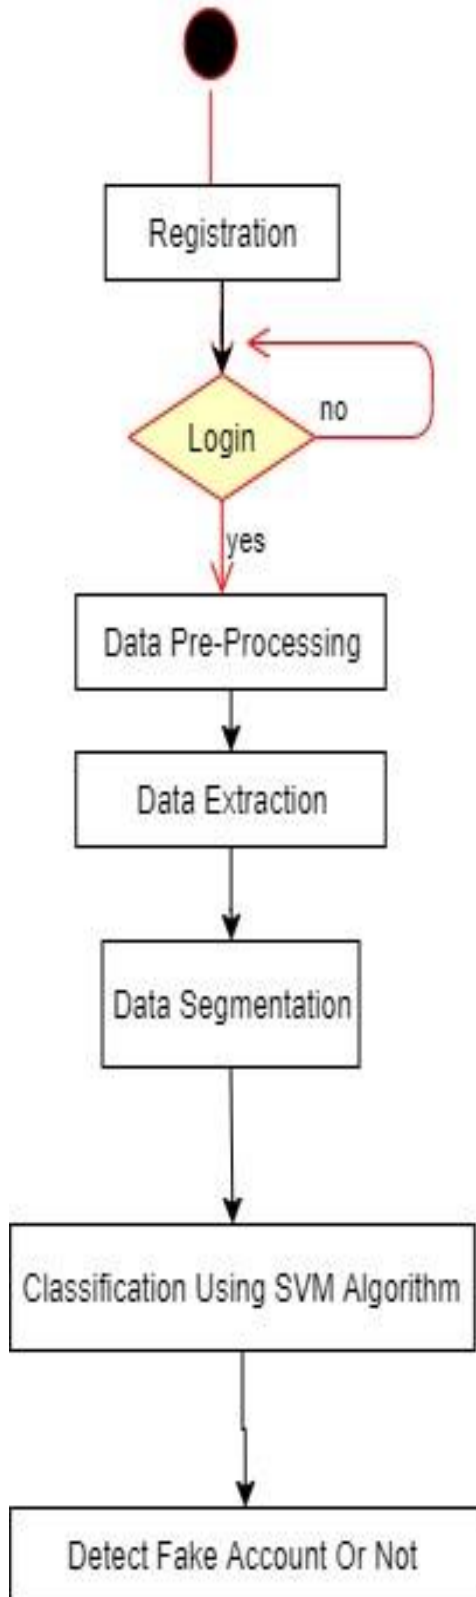 Registration
Login
no
yes
Data Pre-Processing
Data Extraction
Data Segmentation
Classification Using SVM Algorithm
Detect Fake Account Or Not